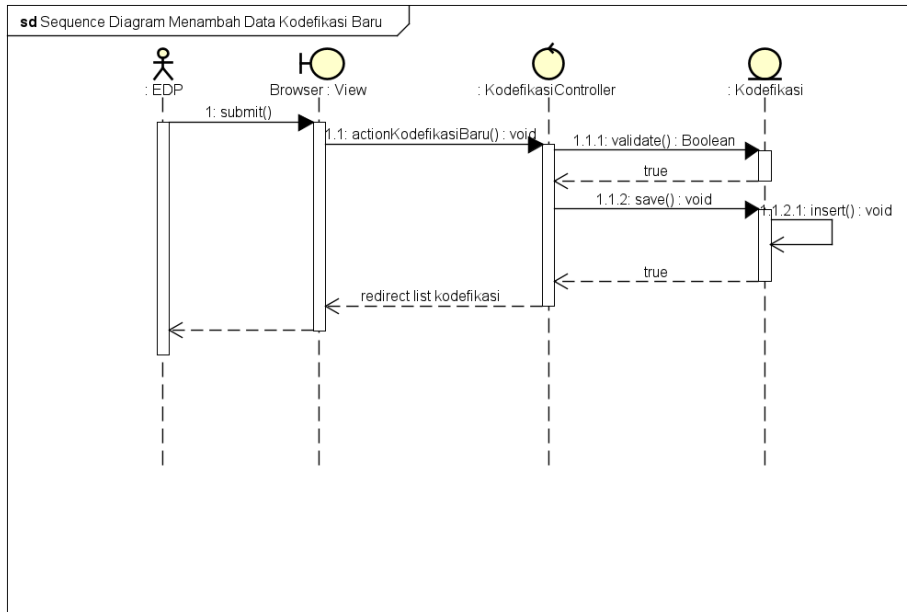 sd Sequence Diagram Menambah Data Kodefikasi Baru
: EDP
Browser : View
: KodefikasiController
: Kodefikasi
1: submit()
1.1: actionKodefikasiBaru() : void
1.1.1: validate() : Boolean
true
1.1.2: save() : void
1.1.2.1: insert() : void
true
redirect list kodefikasi